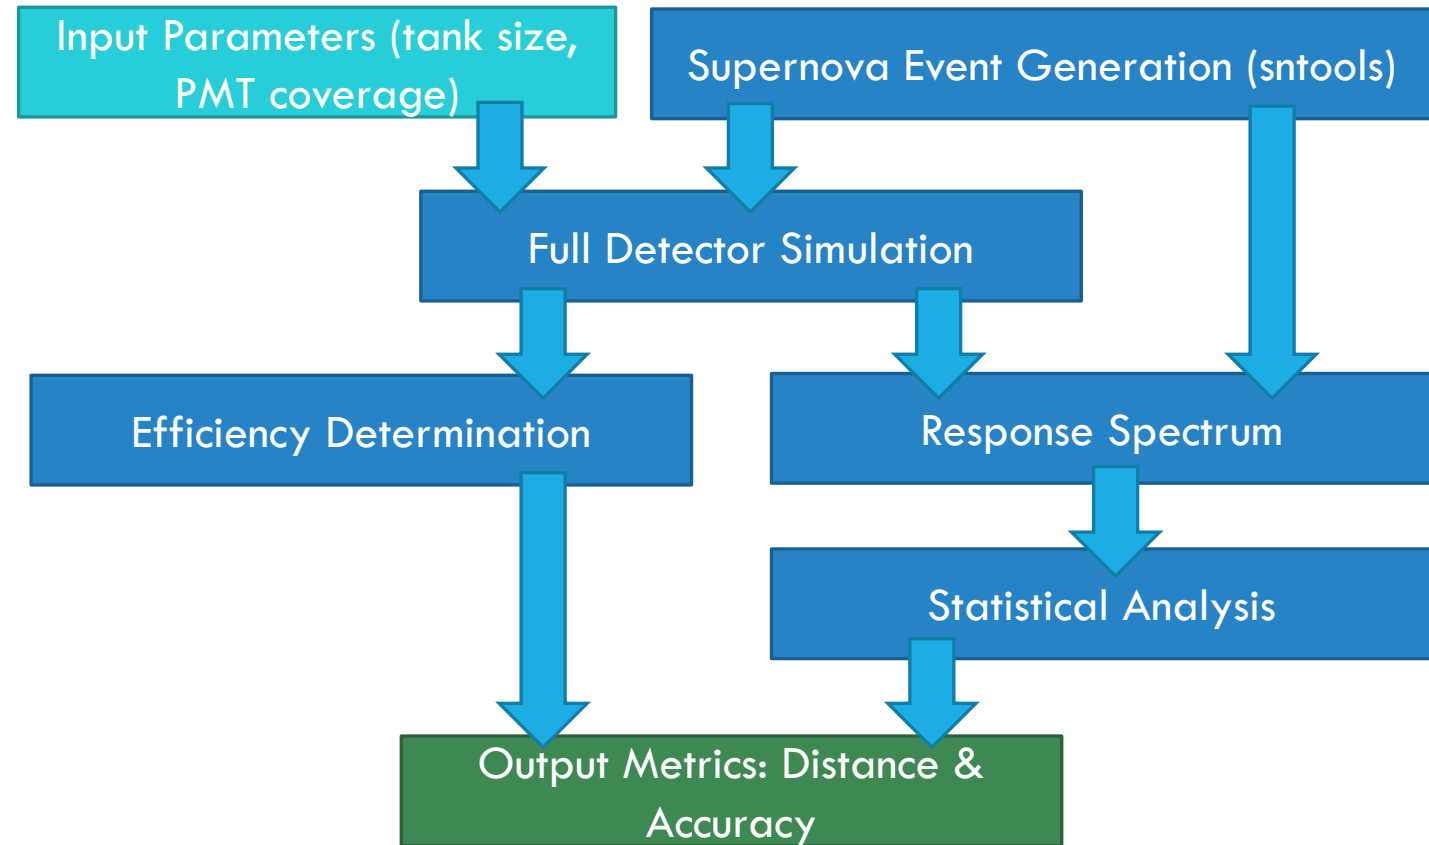 Input Parameters (tank size,
PMT coverage)
Supernova Event Generation (sntools)
Full Detector Simulation
Efficiency Determination
Response Spectrum
Statistical Analysis
Output Metrics: Distance &
Accuracy